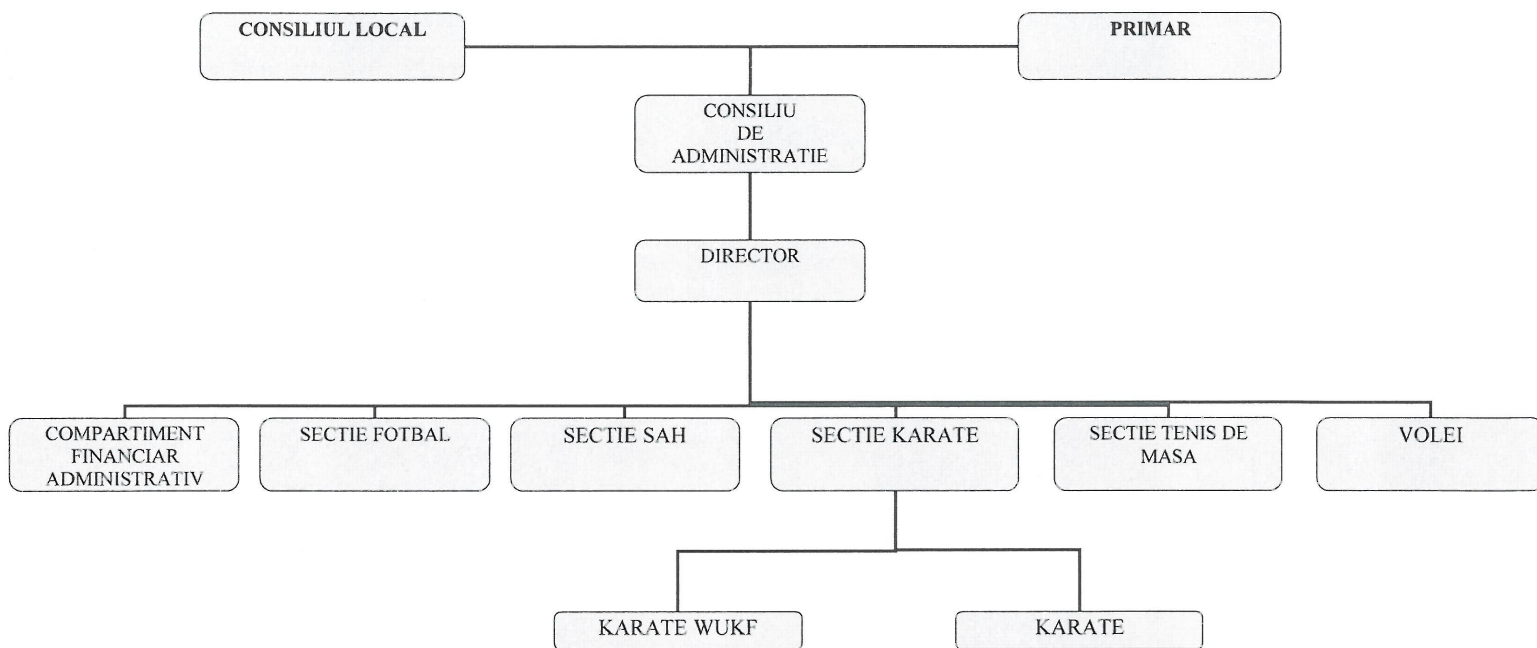 CONSILIUL LOCAL
PRIMAR
CONSILIU
DE
ADMINISTRATIE
DIRECTOR
COMPARTIMENT
FINANCIAR
ADMINISTRATIV
SECTIE FOTBAL
SECTIE SAH
SECTIE KARATE
SECTIE TENIS DE
MASA
VOLEI
KARATE WUKF
KARATE